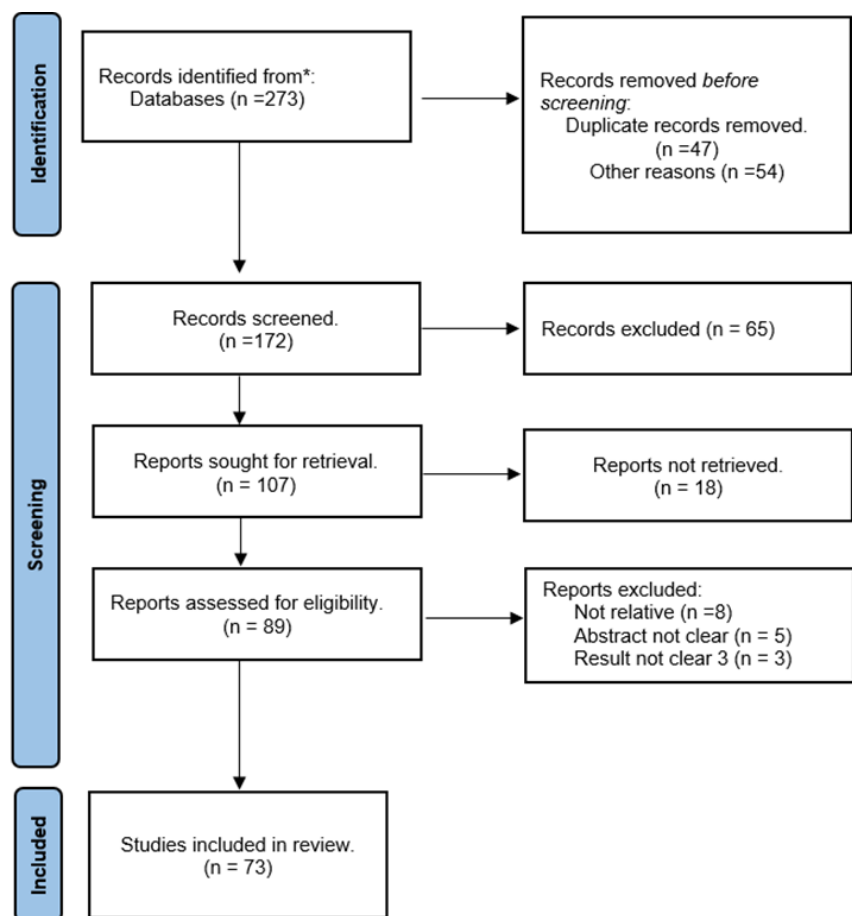 Identification
Records identified from*:
Databases (n =273)
Records removed before
screening:
Duplicate records removed.
(n =47)
Other reasons (n =54)
Screening
Records screened.
(n =172)
Records excluded (n = 65)
Reports sought for retrieval.
(n = 107)
Reports not retrieved.
(n = 18)
Reports assessed for eligibility.
(n = 89)
Reports excluded:
Not relative (n =8)
Abstract not clear (n = 5)
Result not clear 3 (n = 3)
Included
Studies included in review.
(n = 73)